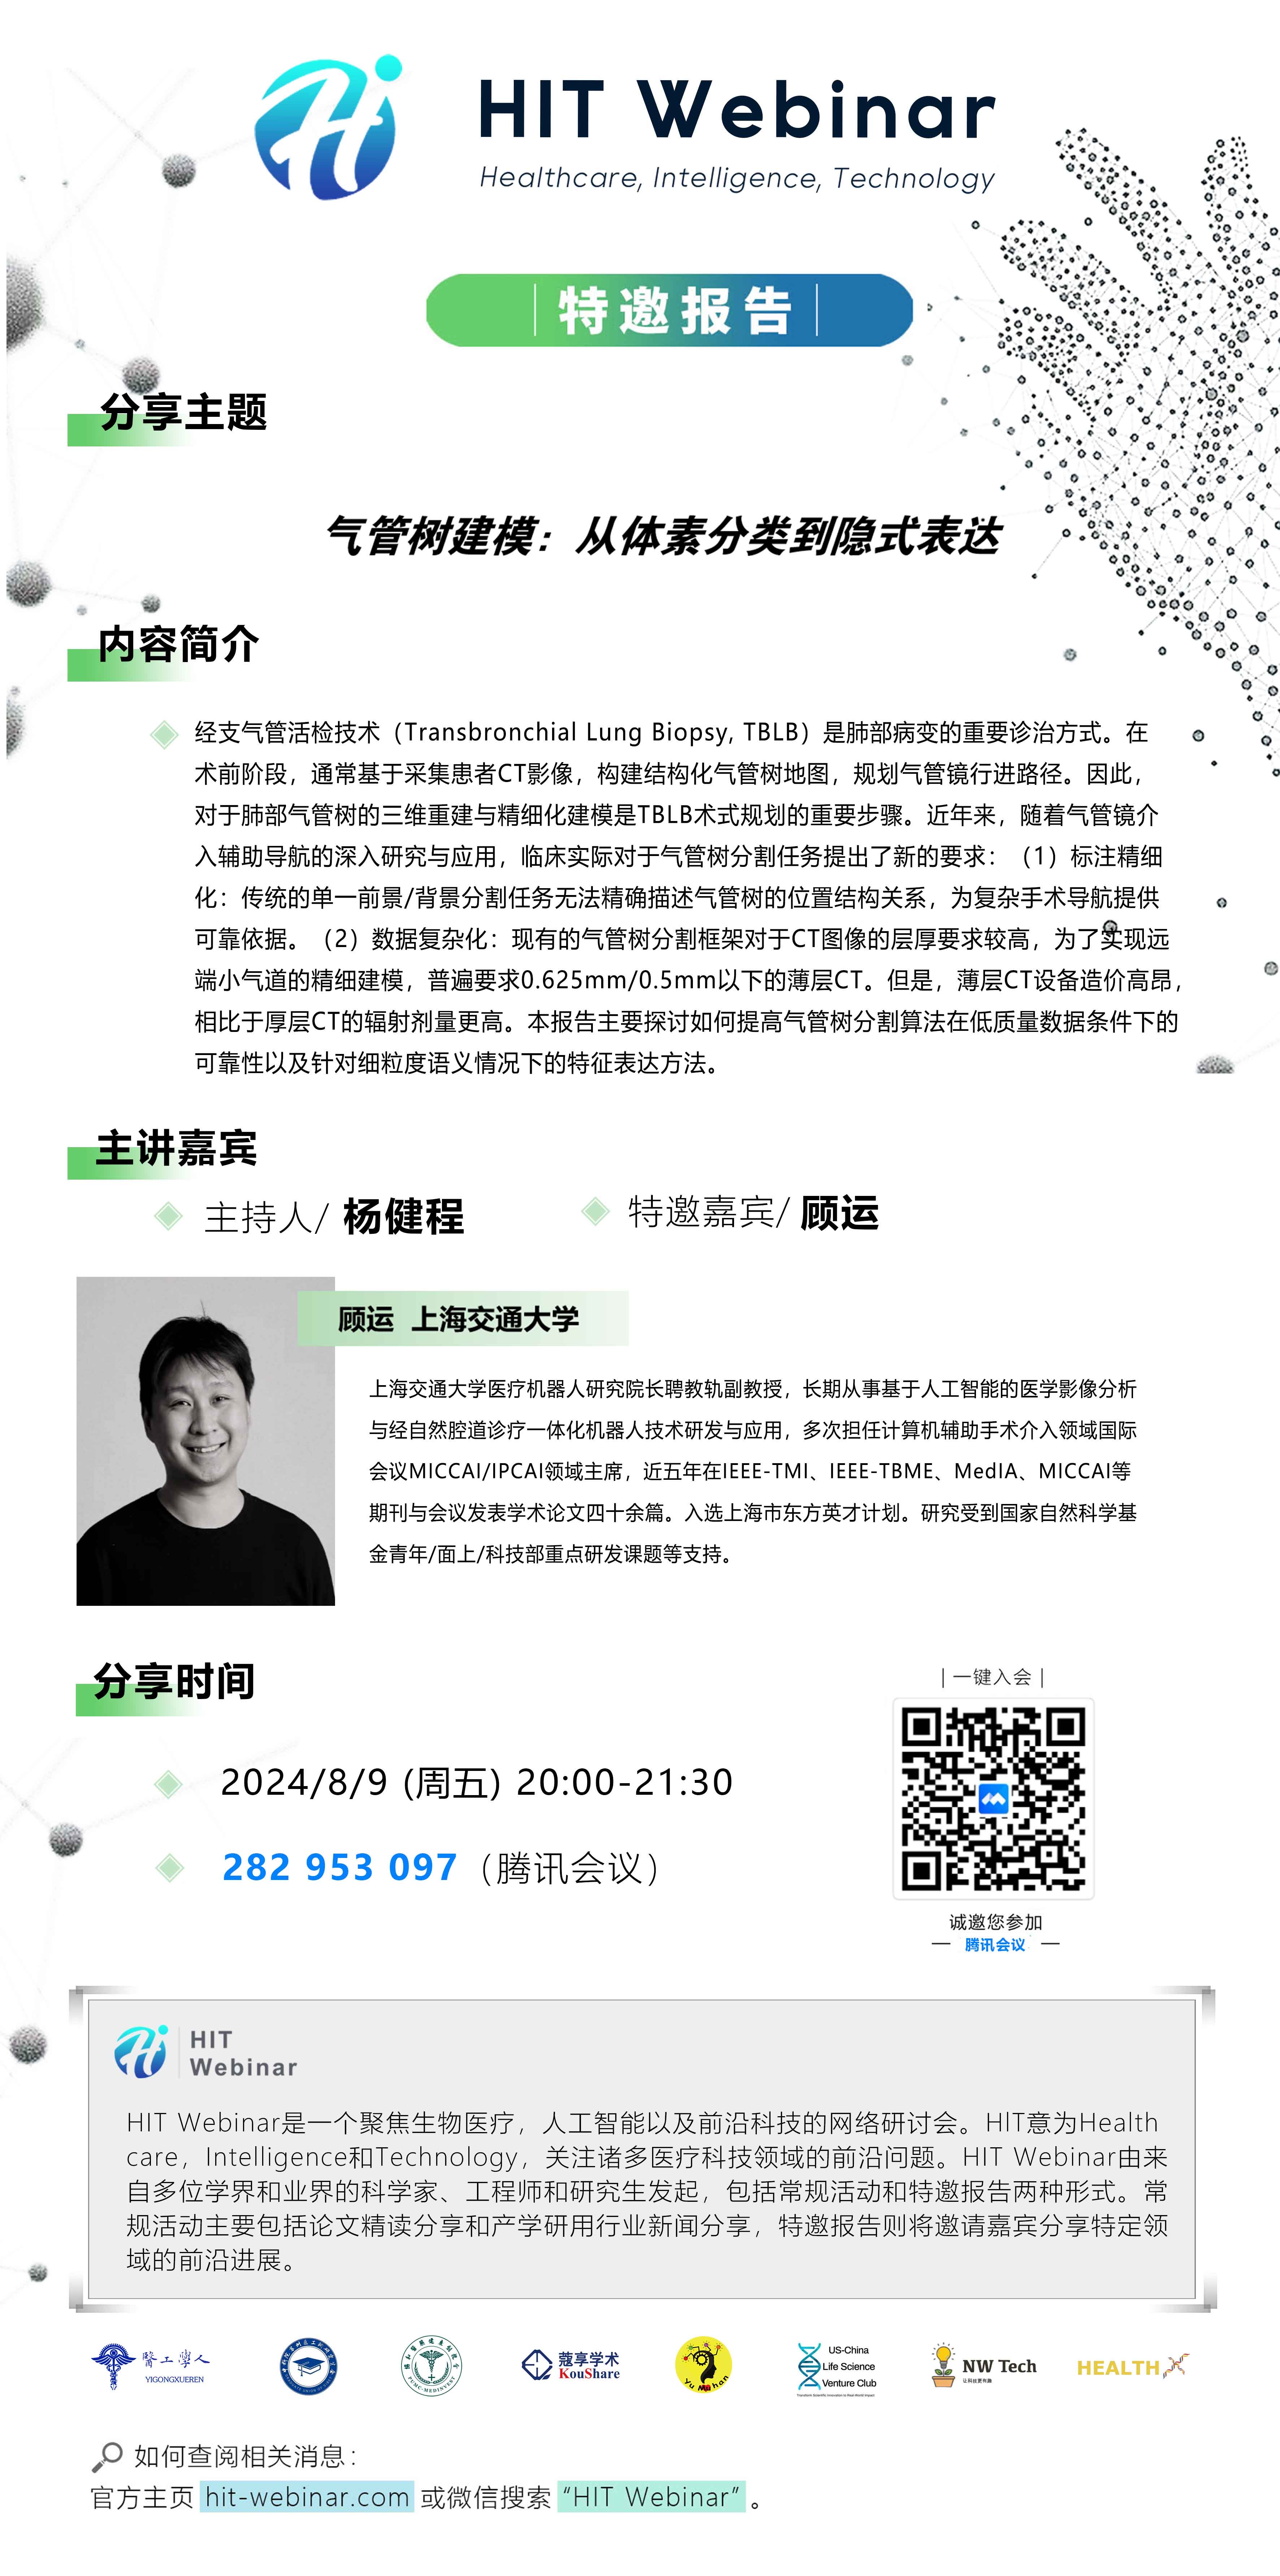 HIT Webinar
Healthcare, Intelligence, Technology
特邀报告
分享主题
气管树建模：从体素分类到隐式表达
内容简介
经支气管活检技术（Transbronchial Lung Biopsy, TBLB）是肺部病变的重要诊治方式。在
术前阶段，通常基于采集患者CT影像，构建结构化气管树地图，规划气管镜行进路径。因此，
对于肺部气管树的三维重建与精细化建模是TBLB术式规划的重要步骤。近年来，随着气管镜介
入辅助导航的深入研究与应用，临床实际对于气管树分割任务提出了新的要求：（1）标注精细
化：传统的单一前景/背景分割任务无法精确描述气管树的位置结构关系，为复杂手术导航提供
可靠依据。（2）数据复杂化：现有的气管树分割框架对于CT图像的层厚要求较高，为了实现远
端小气道的精细建模，普遍要求0.625mm/0.5mm以下的薄层CT。但是，薄层CT设备造价高昂，
相比于厚层CT的辐射剂量更高。本报告主要探讨如何提高气管树分割算法在低质量数据条件下的
可靠性以及针对细粒度语义情况下的特征表达方法。
主讲嘉宾
主持人/ 杨健程
特邀嘉宾/ 顾运
顾运 上海交通大学
上海交通大学医疗机器人研究院长聘教轨副教授，长期从事基于人工智能的医学影像分析
与经自然腔道诊疗一体化机器人技术研发与应用，多次担任计算机辅助手术介入领域国际
会议MICCAI/IPCAI领域主席，近五年在IEEE-TMI、IEEE-TBME、MedIA、MICCAI等
期刊与会议发表学术论文四十余篇。入选上海市东方英才计划。研究受到国家自然科学基
金青年/面上/科技部重点研发课题等支持。
分享时间
2024/8/9 (周五) 20:00-21:30
282 953 097（腾讯会议）
| 一键入会 |
诚邀您参加
— 腾讯会议 —
HIT
Webinar
HIT Webinar是一个聚焦生物医疗，人工智能以及前沿科技的网络研讨会。HIT意为Health
care，Intelligence和Technology，关注诸多医疗科技领域的前沿问题。HIT Webinar由来
自多位学界和业界的科学家、工程师和研究生发起，包括常规活动和特邀报告两种形式。常
规活动主要包括论文精读分享和产学研用行业新闻分享，特邀报告则将邀请嘉宾分享特定领
域的前沿进展。
醫工學人
YIGONGXUEREN
PUMC-MEDINVEST
蔻享学术
KouShare
Yu Mi han
US-China
Life Science
Venture Club
NW Tech
让科技更有趣
HEALTH X
如何查阅相关消息：
官方主页 hit-webinar.com 或微信搜索 “HIT Webinar” 。